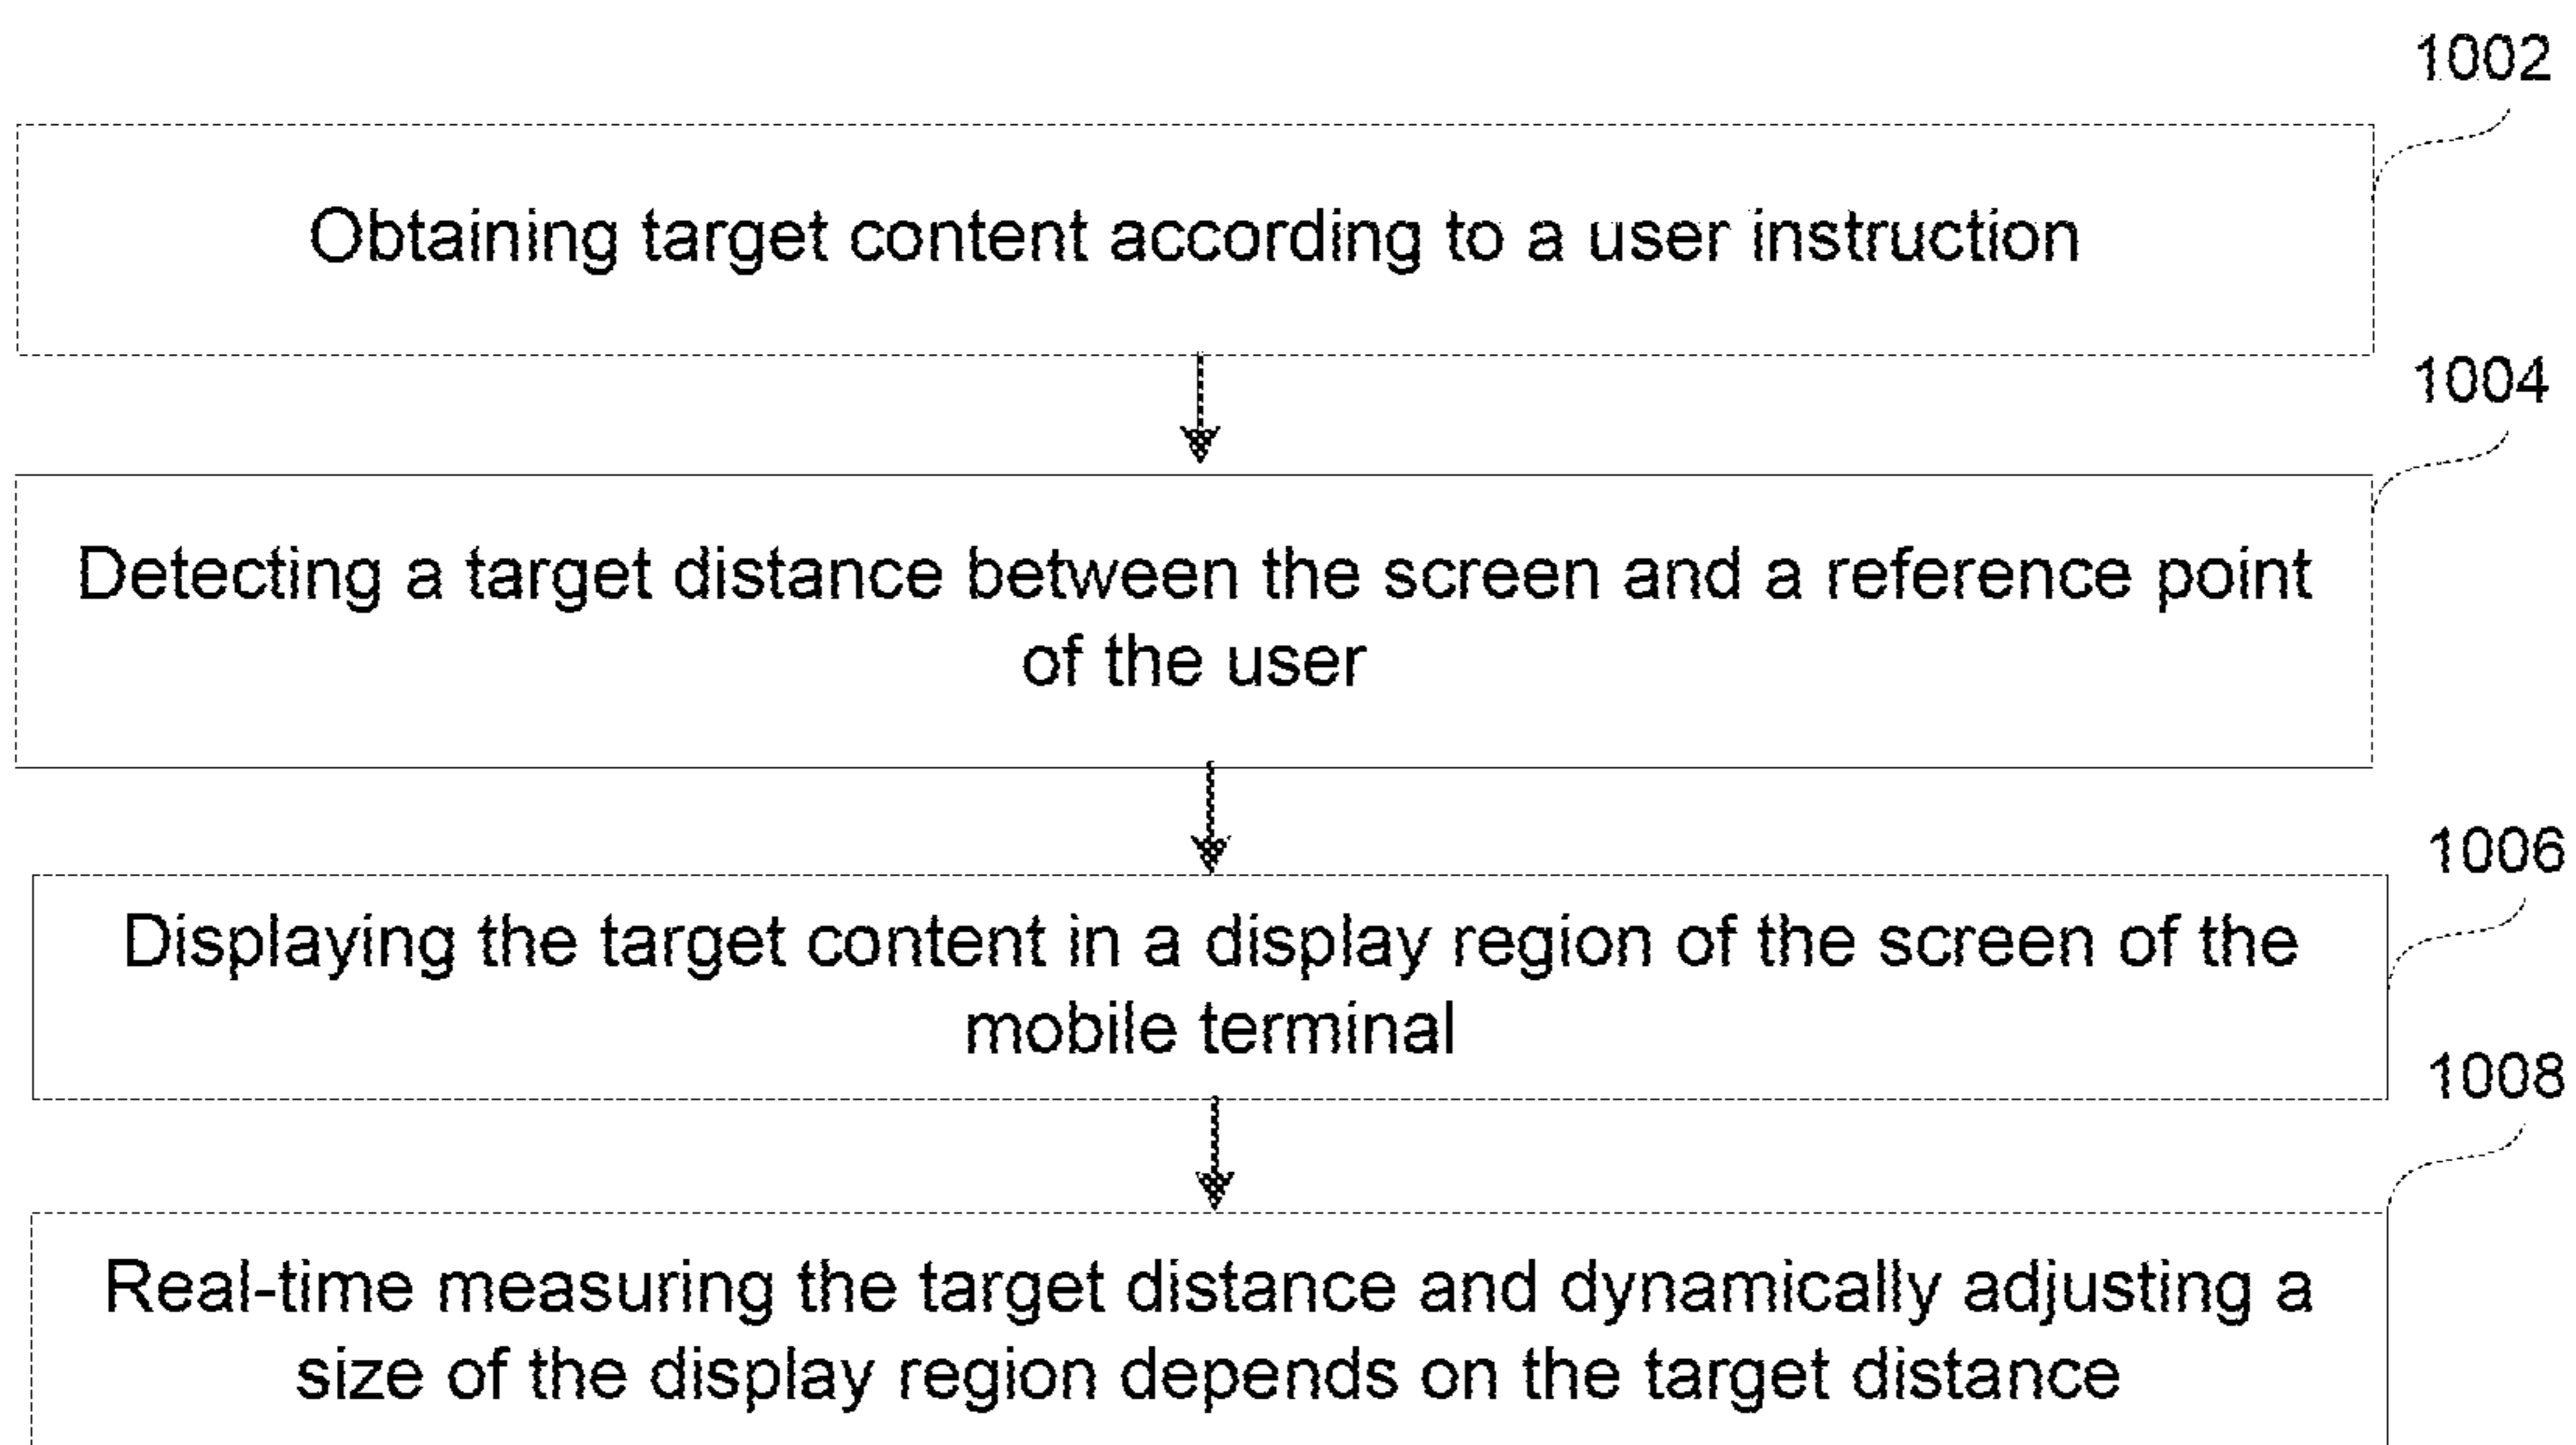 1002
Obtaining target content according to a user instruction
1004
Detecting a target distance between the screen and a reference point
of the user
1006
Displaying the target content in a display region of the screen of the
mobile terminal
1008
Real-time measuring the target distance and dynamically adjusting a
size of the display region depends on the target distance